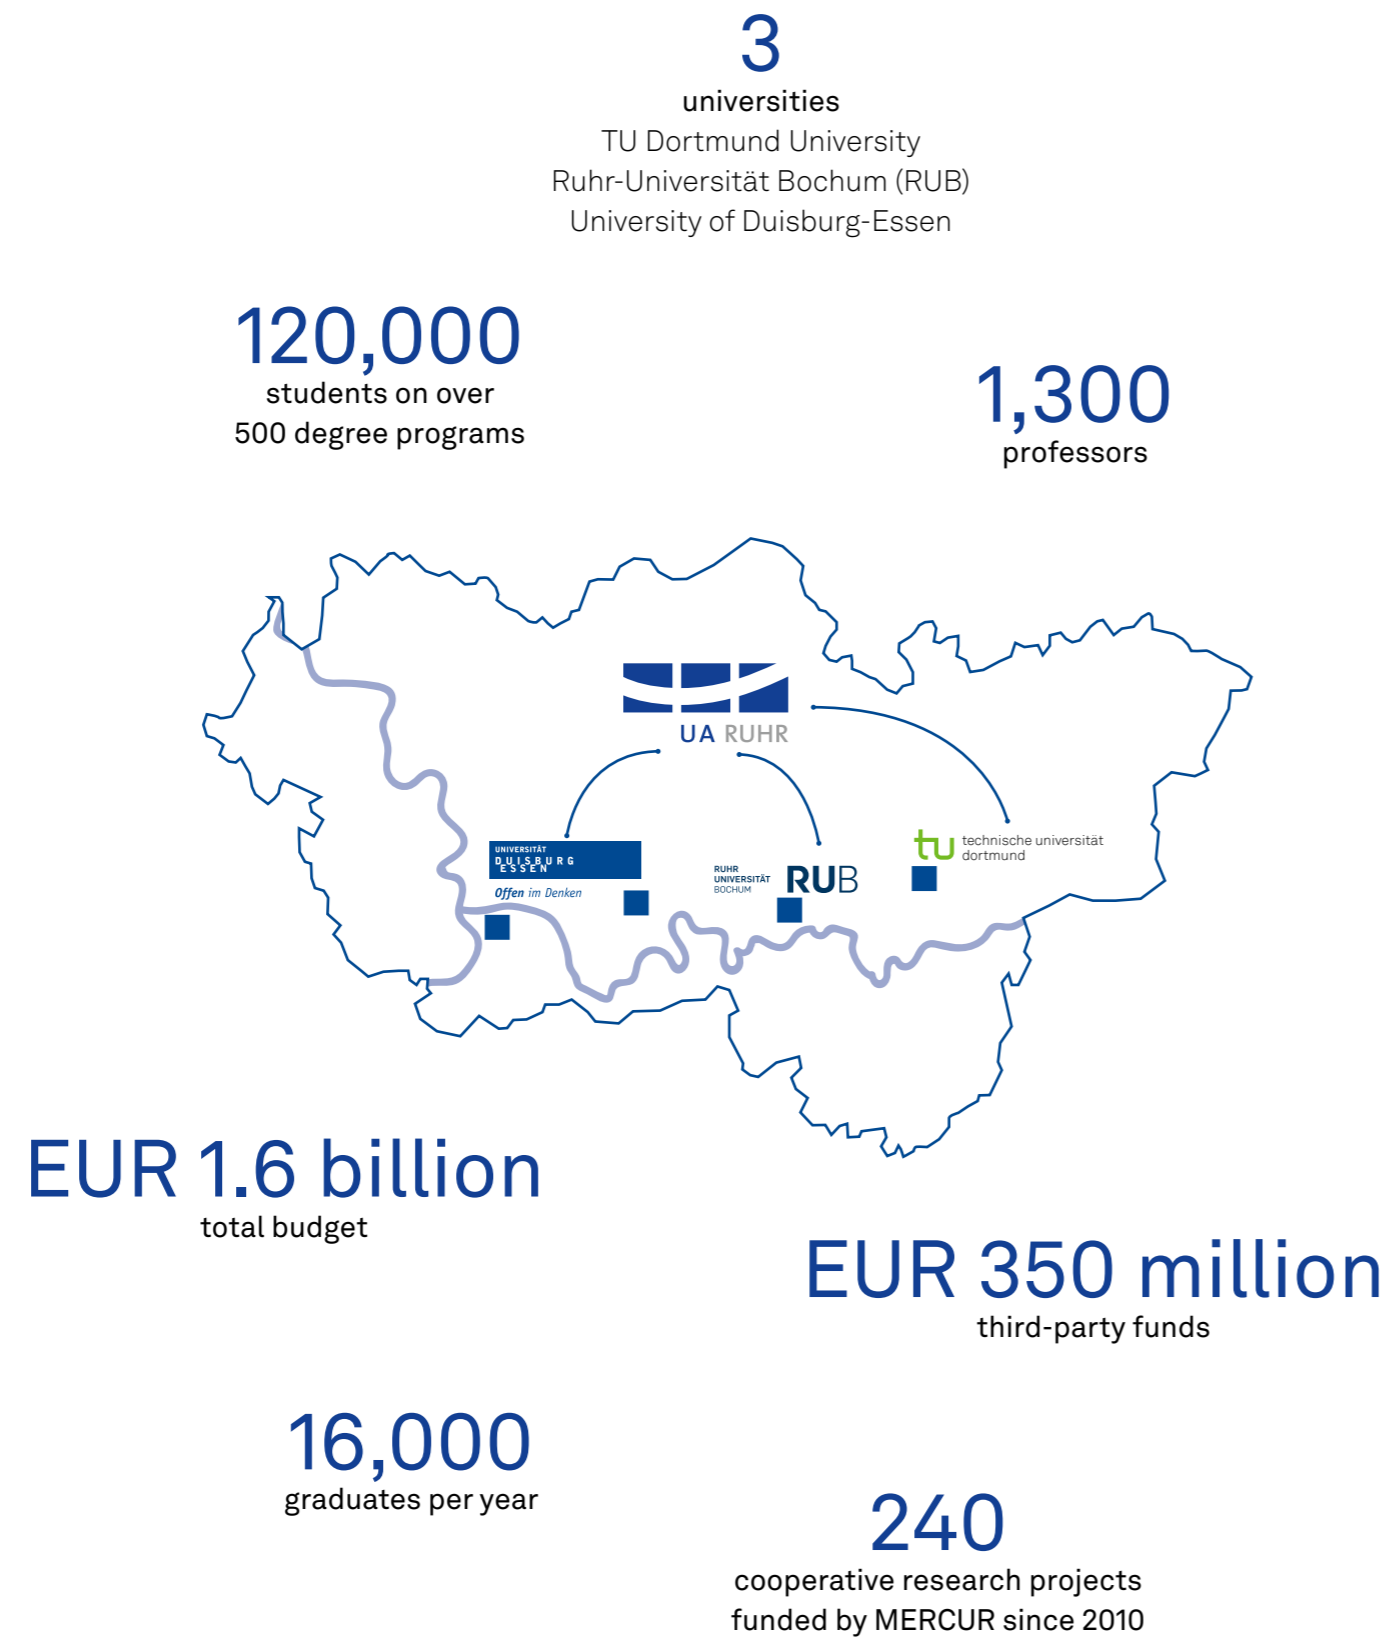 3
universities
TU Dortmund University
Ruhr-Universität Bochum (RUB)
University of Duisburg-Essen
120,000
students on over
500 degree programs
1,300
professors
UA RUHR
UNIVERSITÄT
DUISBURG
ESSEN
Offen im Denken
RUHR
UNIVERSITÄT
BOCHUM
RUB
tu technische universität
dortmund
EUR 1.6 billion
total budget
EUR 350 million
third-party funds
16,000
graduates per year
240
cooperative research projects
funded by MERCUR since 2010